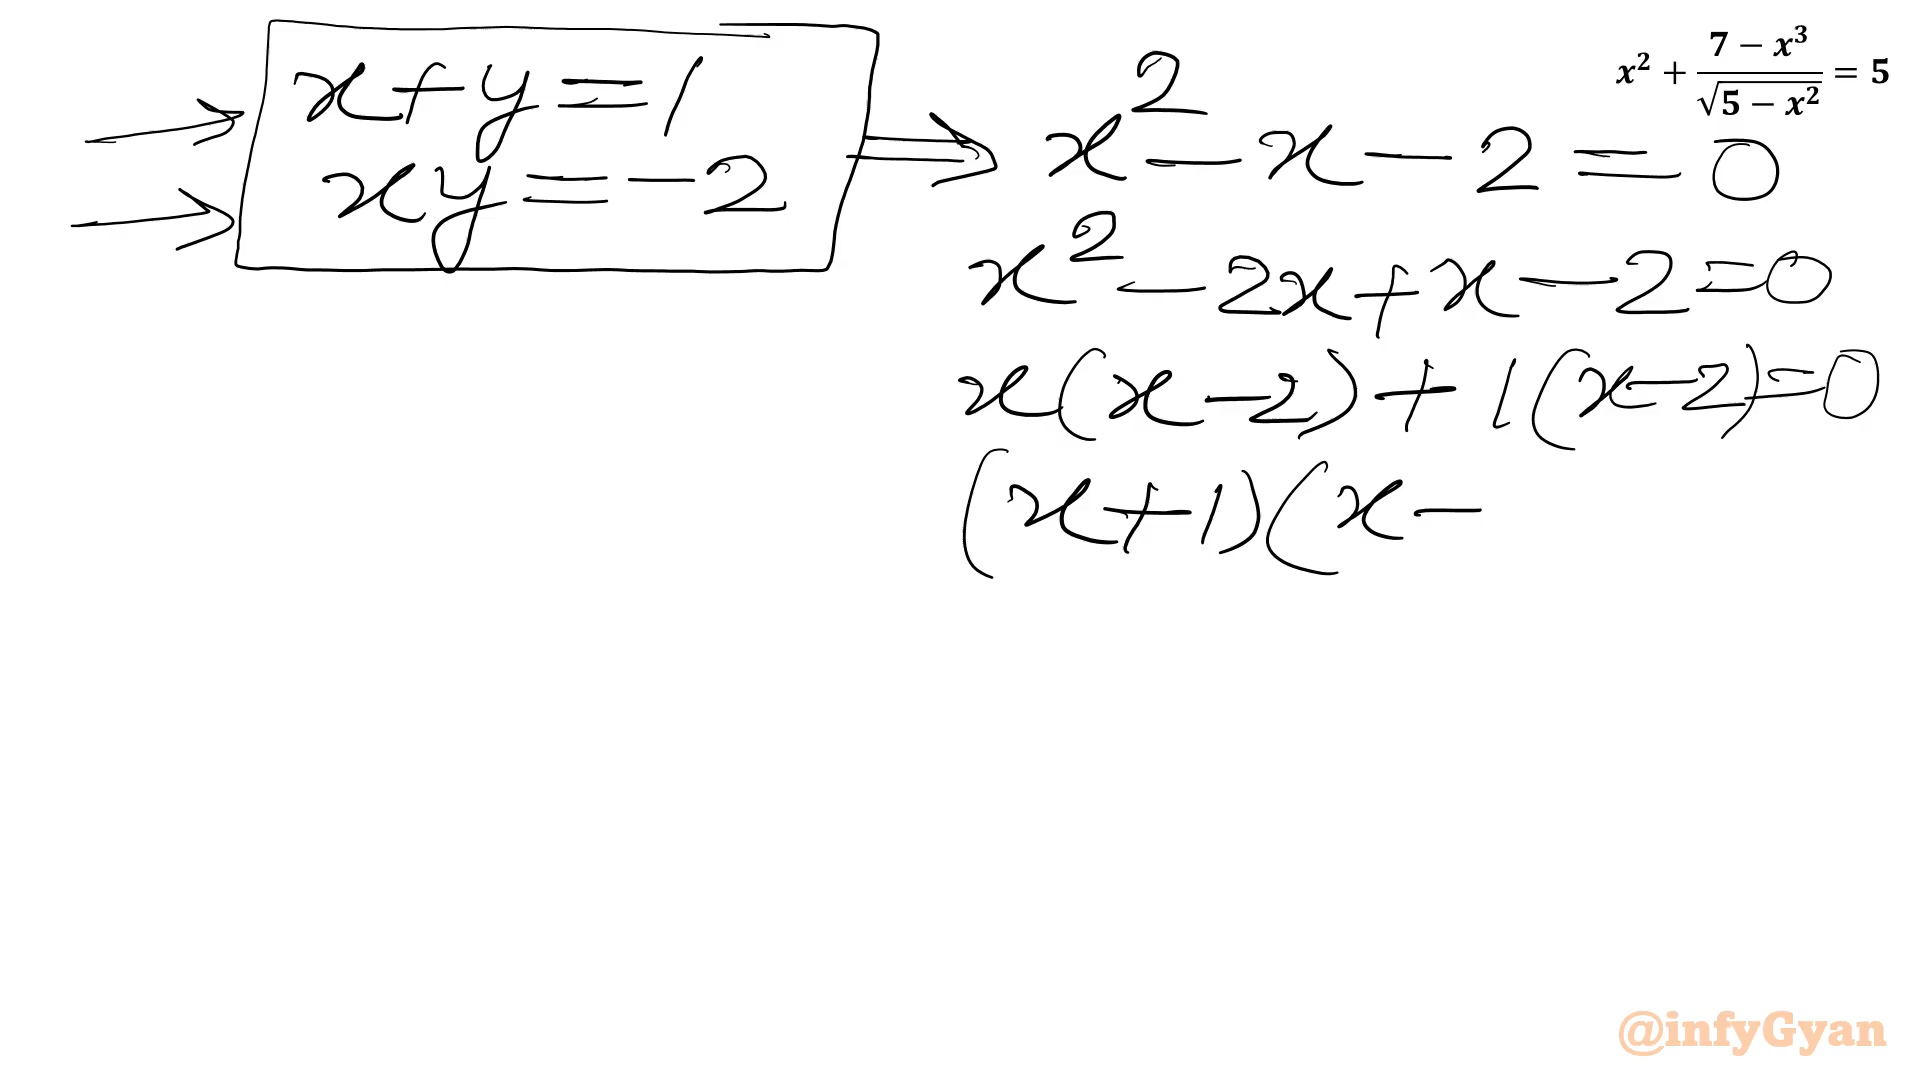 x+y=1
xy=-2
⇒ x²-x-2=0
x²-2x+x-2=0
x(x-2)+1(x-2)=0
(x+1)(x-
x² + (7 − x³)/√(5 − x²) = 5
@infyGyan